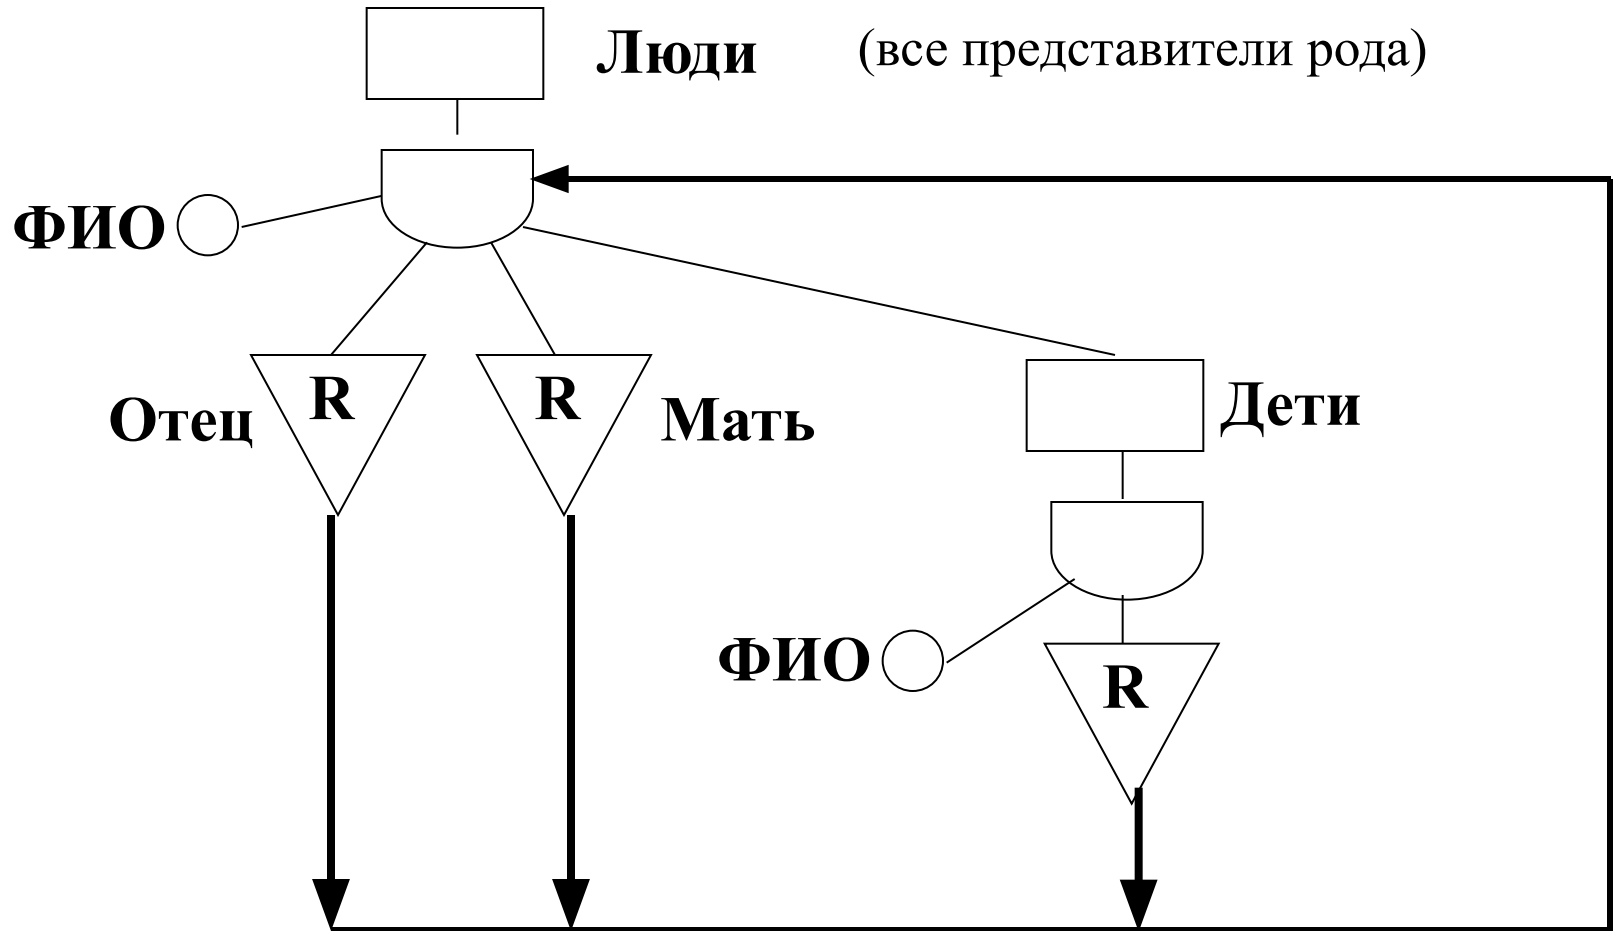 Люди (все представители рода)
ФИО
R R
Отец Мать Дети
ФИО
R